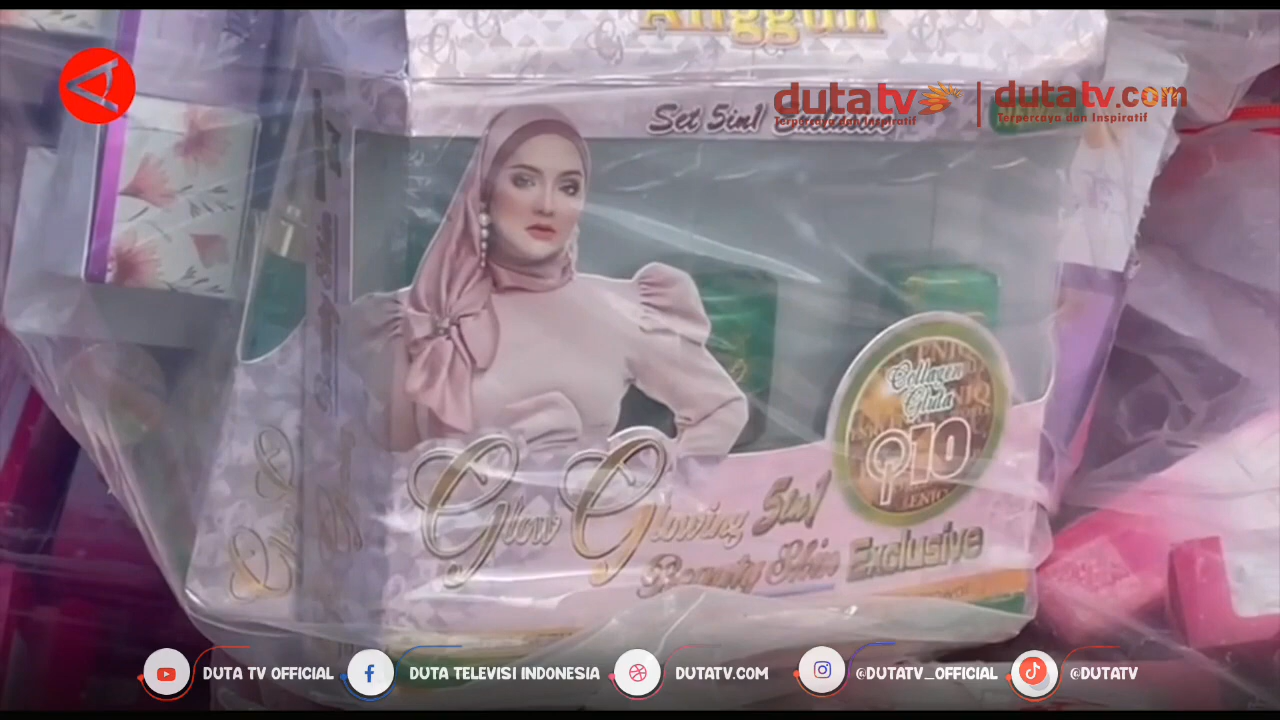 Anggun
Set 5in1 Exclusive
dutatv
Terpercaya dan Inspiratif
dutatv.com
Terpercaya dan Inspiratif
Collagen
Gluta
Q10
Glow Glowing 5in1
Beauty Skin Exclusive
DUTA TV OFFICIAL
DUTA TELEVISI INDONESIA
DUTATV.COM
@DUTATV_OFFICIAL
@DUTATV